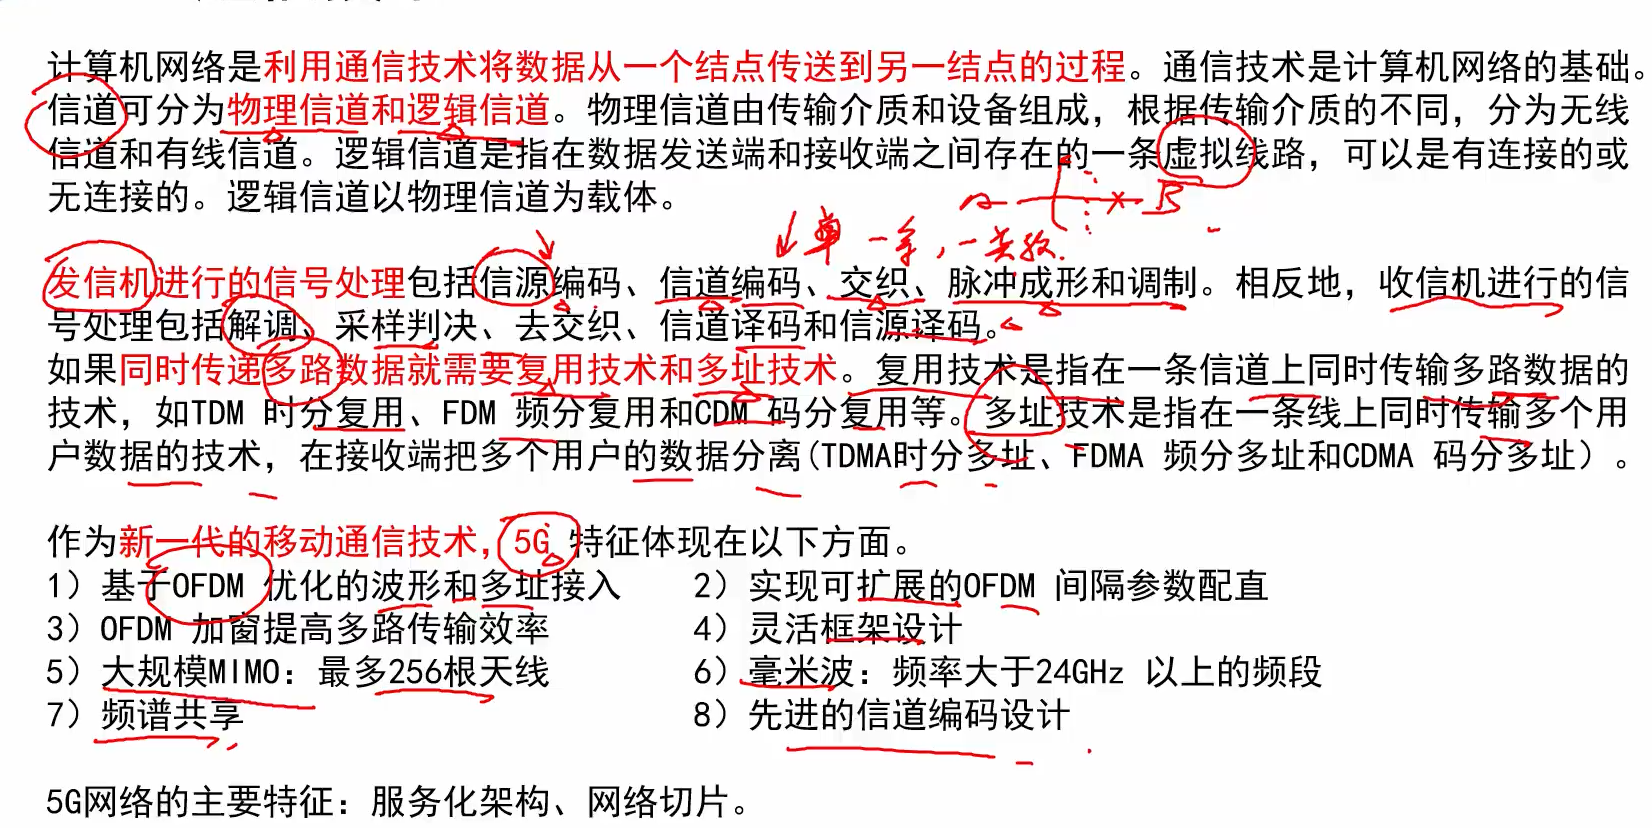 计算机网络是利用通信技术将数据从一个结点传送到另一结点的过程。通信技术是计算机网络的基础。
信道可分为物理信道和逻辑信道。物理信道由传输介质和设备组成，根据传输介质的不同，分为无线
信道和有线信道。逻辑信道是指在数据发送端和接收端之间存在的一条虚拟线路，可以是有连接的或
无连接的。逻辑信道以物理信道为载体。
B
单一条，一类
发信机进行的信号处理包括信源编码、信道编码、交织、脉冲成形和调制。相反地，收信机进行的信
号处理包括解调、采样判决、去交织、信道译码和信源译码。
如果同时传递多路数据就需要复用技术和多址技术。复用技术是指在一条信道上同时传输多路数据的
技术，如TDM 时分复用、FDM 频分复用和CDM 码分复用等。多址技术是指在一条线上同时传输多个用
户数据的技术，在接收端把多个用户的数据分离(TDMA时分多址、FDMA 频分多址和CDMA 码分多址）。
作为新一代的移动通信技术，5G 特征体现在以下方面。
1）基于OFDM 优化的波形和多址接入 2）实现可扩展的OFDM 间隔参数配直
3）OFDM 加窗提高多路传输效率 4）灵活框架设计
5）大规模MIMO：最多256根天线 6）毫米波：频率大于24GHz 以上的频段
7）频谱共享 8）先进的信道编码设计
5G网络的主要特征：服务化架构、网络切片。